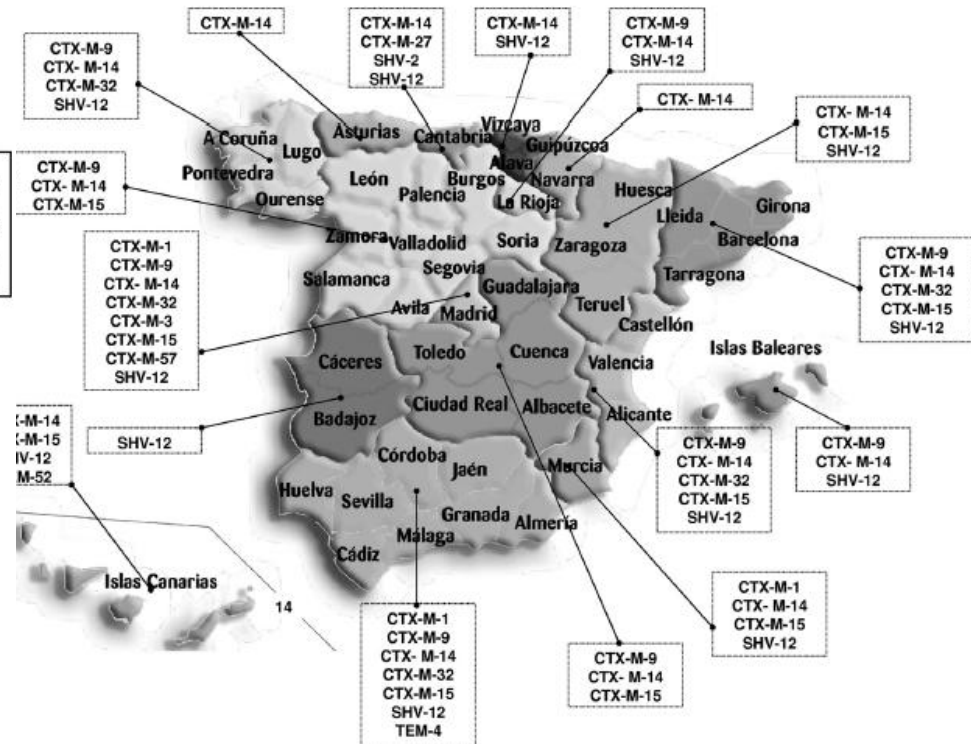 CTX-M-14
CTX-M-14
CTX-M-27
SHV-2
SHV-12
CTX-M-14
SHV-12
CTX-M-9
CTX-M-14
SHV-12
CTX-M-9
CTX- M-14
CTX-M-32
SHV-12
CTX- M-14
CTX- M-14
CTX-M-15
SHV-12
CTX-M-9
CTX- M-14
CTX-M-15
A Coruña
Lugo
Pontevedra
Ourense
Asturias
Cantabria
Vizcaya
Guipúzcoa
Alava
Navarra
León
Palencia
Burgos
La Rioja
Huesca
Lleida
Girona
Barcelona
Tarragona
Zamora
Valladolid
Soria
Zaragoza
Segovia
Salamanca
Avila
Madrid
Guadalajara
Teruel
Castellón
CTX-M-1
CTX-M-9
CTX- M-14
CTX-M-32
CTX-M-3
CTX-M-15
CTX-M-57
SHV-12
CTX-M-9
CTX- M-14
CTX-M-32
CTX-M-15
SHV-12
Cáceres
Toledo
Cuenca
Valencia
Islas Baleares
Badajoz
Ciudad Real
Albacete
Alicante
X-M-14
X-M-15
HV-12
M-52
SHV-12
Córdoba
Jaén
Murcia
Huelva
Sevilla
Granada
Almería
Málaga
Cádiz
CTX-M-9
CTX- M-14
CTX-M-32
CTX-M-15
SHV-12
CTX-M-9
CTX- M-14
SHV-12
Islas Canarias
14
CTX-M-1
CTX- M-14
CTX-M-15
SHV-12
CTX-M-1
CTX-M-9
CTX- M-14
CTX-M-32
CTX-M-15
SHV-12
TEM-4
CTX-M-9
CTX- M-14
CTX-M-15